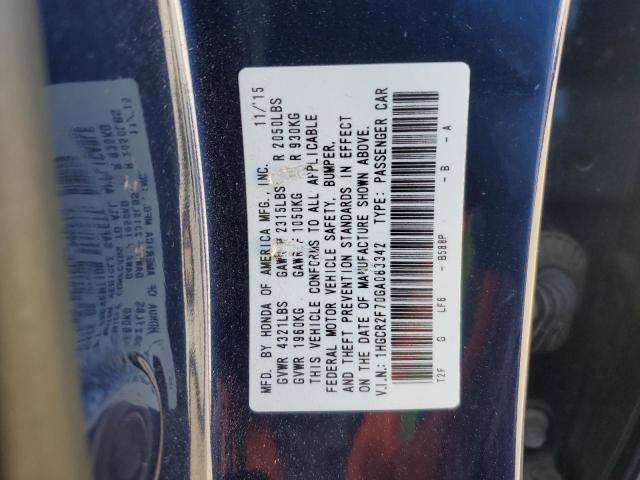 MFD. BY HONDA OF AMERICA MFG., INC. 11/'15
GVWR 4321LBS GAWR F 2315LBS R 2050LBS
GVWR 1960KG GAWR F 1050KG R 930KG
THIS VEHICLE CONFORMS TO ALL APPLICABLE
FEDERAL MOTOR VEHICLE SAFETY, BUMPER,
AND THEFT PREVENTION STANDARDS IN EFFECT
ON THE DATE OF MANUFACTURE SHOWN ABOVE.
V.I.N.: 1HGCR2F70GA083342 TYPE: PASSENGER CAR
T2F G LF6 - B588P - B - A